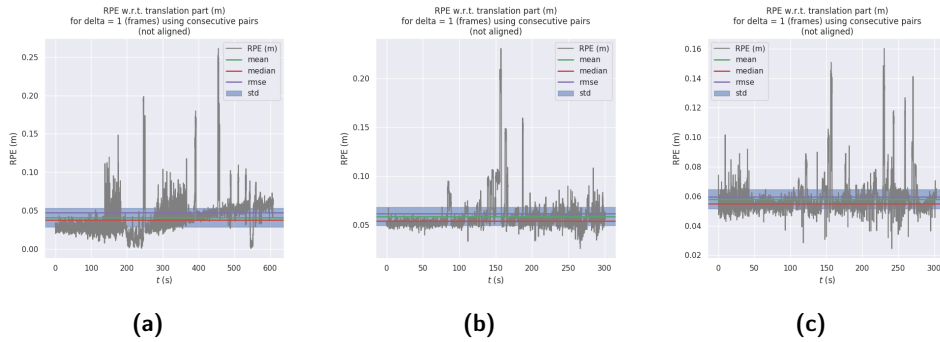 RPE w.r.t. translation part (m)
for delta = 1 (frames) using consecutive pairs
(not aligned)
RPE (m)
mean
median
rmse
std
RPE (m)
0.25
0.20
0.15
0.10
0.05
0.00
0 100 200 300 400 500 600
t (s)
(a)
RPE w.r.t. translation part (m)
for delta = 1 (frames) using consecutive pairs
(not aligned)
RPE (m)
mean
median
rmse
std
RPE (m)
0.20
0.15
0.10
0.05
0 50 100 150 200 250 300
t (s)
(b)
RPE w.r.t. translation part (m)
for delta = 1 (frames) using consecutive pairs
(not aligned)
RPE (m)
mean
median
rmse
std
RPE (m)
0.16
0.14
0.12
0.10
0.08
0.06
0.04
0.02
0 50 100 150 200 250 300
t (s)
(c)